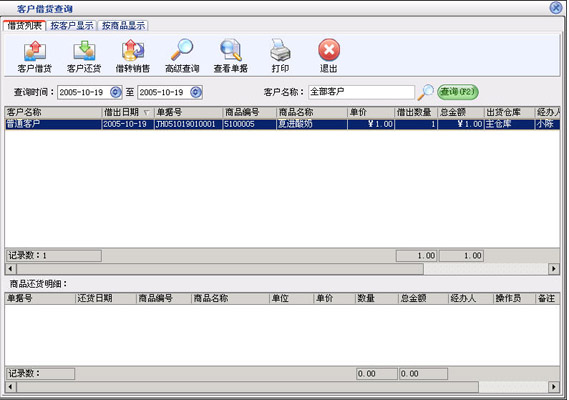 客户借货查询
借货列表 按客户显示 按商品显示
客户借货 客户还货 借转销售 高级查询 查看单据 打印 退出
查询时间： 2005-10-19 至 2005-10-19 客户名称： 全部客户 查询(F2)
客户名称 借出日期 单据号 商品编号 商品名称 单价 借出数量 总金额 出货仓库 经办人
普通客户 2005-10-19 JH051019010001 5100005 夏进酸奶 ￥1.00 1 ￥1.00 主仓库 小陈
记录数：1 1.00 1.00
商品还货明细：
单据号 还货日期 商品编号 商品名称 单位 单价 数量 总金额 经办人 操作员 备注
记录数： 0.00 0.00